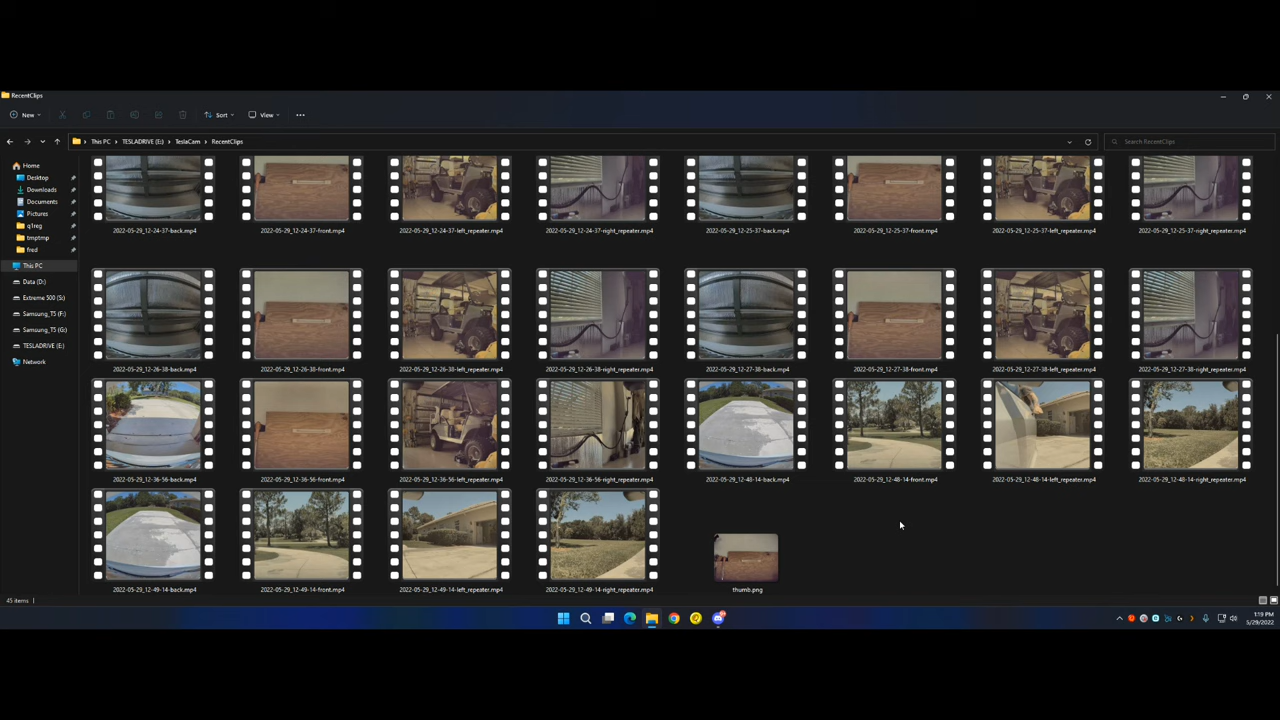 RecentClips
New
Sort
View
This PC
TESLADRIVE (E:)
TeslaCam
RecentClips
Search RecentClips
Home
Desktop
Downloads
Documents
Pictures
q1reg
tmptmp
fred
This PC
Data (D:)
Extreme 500 (S:)
Samsung_T5 (F:)
Samsung_T5 (G:)
TESLADRIVE (E:)
Network
2022-05-29_12-24-37-back.mp4
2022-05-29_12-24-37-front.mp4
2022-05-29_12-24-37-left_repeater.mp4
2022-05-29_12-24-37-right_repeater.mp4
2022-05-29_12-25-37-back.mp4
2022-05-29_12-25-37-front.mp4
2022-05-29_12-25-37-left_repeater.mp4
2022-05-29_12-25-37-right_repeater.mp4
2022-05-29_12-26-38-back.mp4
2022-05-29_12-26-38-front.mp4
2022-05-29_12-26-38-left_repeater.mp4
2022-05-29_12-26-38-right_repeater.mp4
2022-05-29_12-27-38-back.mp4
2022-05-29_12-27-38-front.mp4
2022-05-29_12-27-38-left_repeater.mp4
2022-05-29_12-27-38-right_repeater.mp4
2022-05-29_12-36-56-back.mp4
2022-05-29_12-36-56-front.mp4
2022-05-29_12-36-56-left_repeater.mp4
2022-05-29_12-36-56-right_repeater.mp4
2022-05-29_12-48-14-back.mp4
2022-05-29_12-48-14-front.mp4
2022-05-29_12-48-14-left_repeater.mp4
2022-05-29_12-48-14-right_repeater.mp4
2022-05-29_12-49-14-back.mp4
2022-05-29_12-49-14-front.mp4
2022-05-29_12-49-14-left_repeater.mp4
2022-05-29_12-49-14-right_repeater.mp4
thumb.png
45 items
1:19 PM
5/29/2022